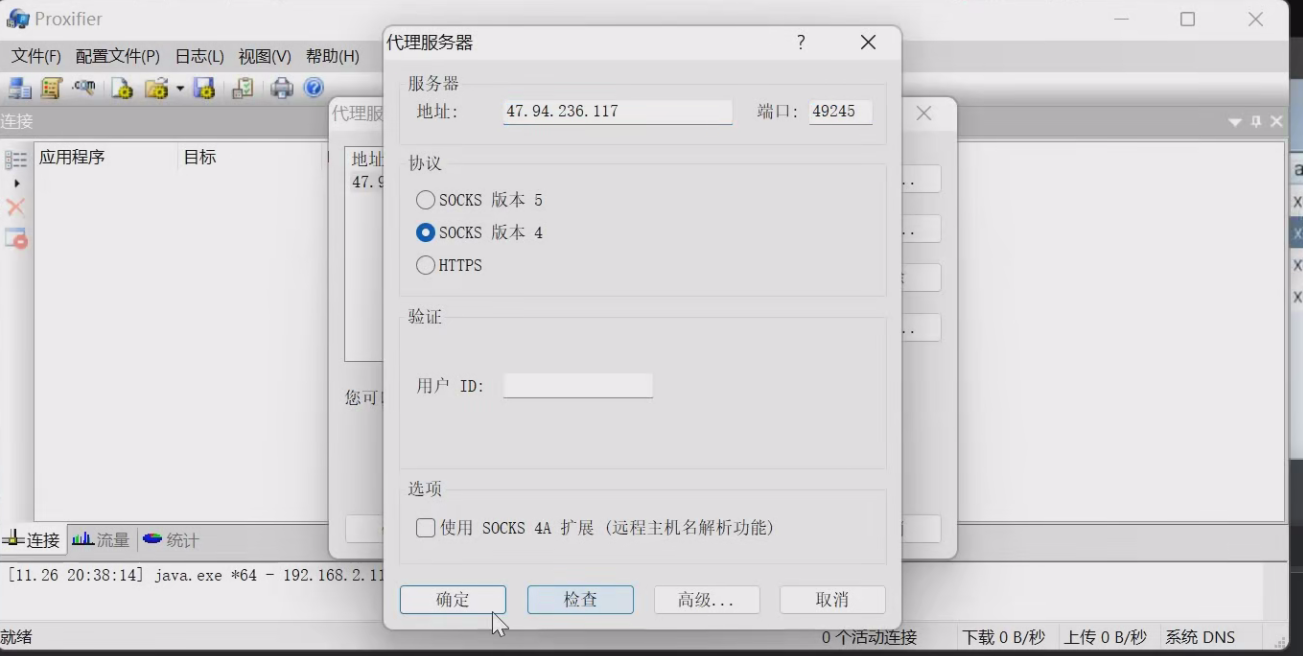 Proxifier
文件(F) 配置文件(P) 日志(L) 视图(V) 帮助(H)
连接
应用程序 目标
代理服
地址
47.9
您可
代理服务器 ?
服务器
地址: 47.94.236.117 端口: 49245
协议
SOCKS 版本 5
SOCKS 版本 4
HTTPS
验证
用户 ID:
选项
使用 SOCKS 4A 扩展 (远程主机名解析功能)
确定 检查 高级... 取消
连接 流量 统计
[11.26 20:38:14] java.exe *64 - 192.168.2.11
就绪 0 个活动连接 下载 0 B/秒 上传 0 B/秒 系统 DNS